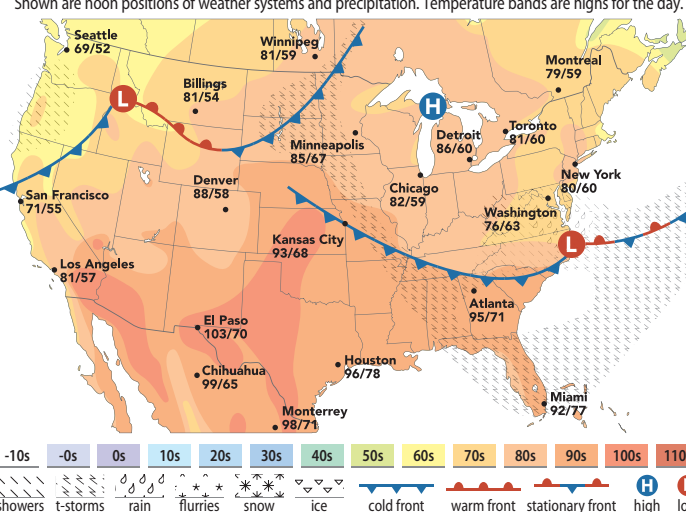 Shown are noon positions of weather systems and precipitation. Temperature bands are highs for the day.
Seattle
69/52
Winnipeg
81/59
Montreal
79/59
Billings
81/54
L
H
Toronto
81/60
Detroit
86/60
Minneapolis
85/67
New York
80/60
Denver
88/58
Chicago
82/59
San Francisco
71/55
Washington
76/63
Kansas City
93/68
L
Los Angeles
81/57
Atlanta
95/71
El Paso
103/70
Houston
96/78
Chihuahua
99/65
Miami
92/77
Monterrey
98/71
-10s -0s 0s 10s 20s 30s 40s 50s 60s 70s 80s 90s 100s 110
H L
showers t-storms rain flurries snow ice cold front warm front stationary front high